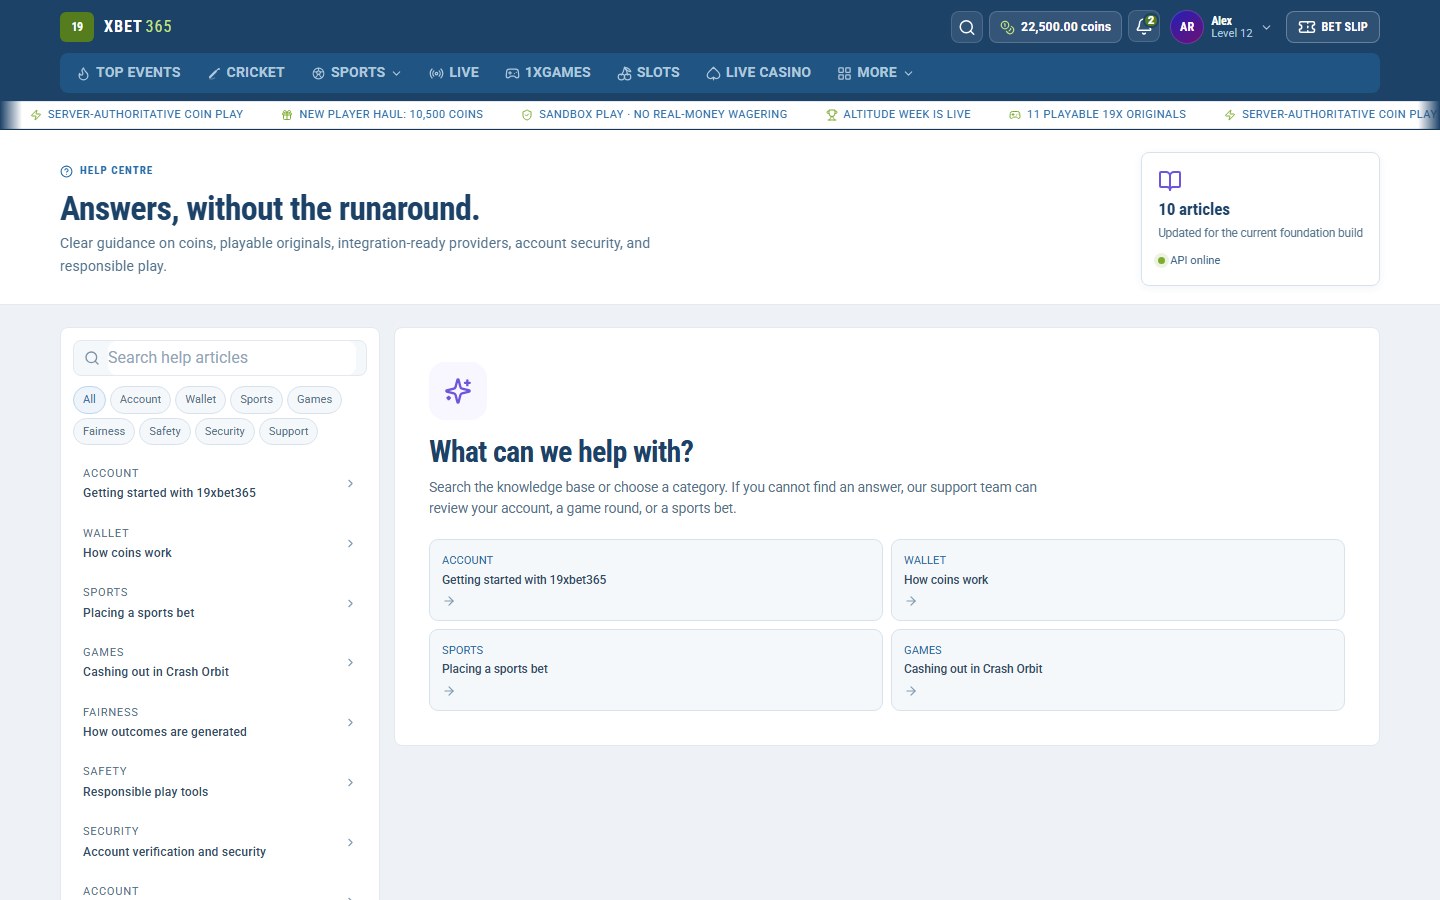 19 XBET 365
22,500.00 coins
2
AR
Alex
Level 12
BET SLIP
TOP EVENTS
CRICKET
SPORTS
LIVE
1XGAMES
SLOTS
LIVE CASINO
MORE
SERVER-AUTHORITATIVE COIN PLAY
NEW PLAYER HAUL: 10,500 COINS
SANDBOX PLAY · NO REAL-MONEY WAGERING
ALTITUDE WEEK IS LIVE
11 PLAYABLE 19X ORIGINALS
SERVER-AUTHORITATIVE COIN PLAY
HELP CENTRE
Answers, without the runaround.
Clear guidance on coins, playable originals, integration-ready providers, account security, and
responsible play.
10 articles
Updated for the current foundation build
API online
Search help articles
All
Account
Wallet
Sports
Games
Fairness
Safety
Security
Support
ACCOUNT
Getting started with 19xbet365
WALLET
How coins work
SPORTS
Placing a sports bet
GAMES
Cashing out in Crash Orbit
FAIRNESS
How outcomes are generated
SAFETY
Responsible play tools
SECURITY
Account verification and security
ACCOUNT
What can we help with?
Search the knowledge base or choose a category. If you cannot find an answer, our support team can
review your account, a game round, or a sports bet.
ACCOUNT
Getting started with 19xbet365
WALLET
How coins work
SPORTS
Placing a sports bet
GAMES
Cashing out in Crash Orbit